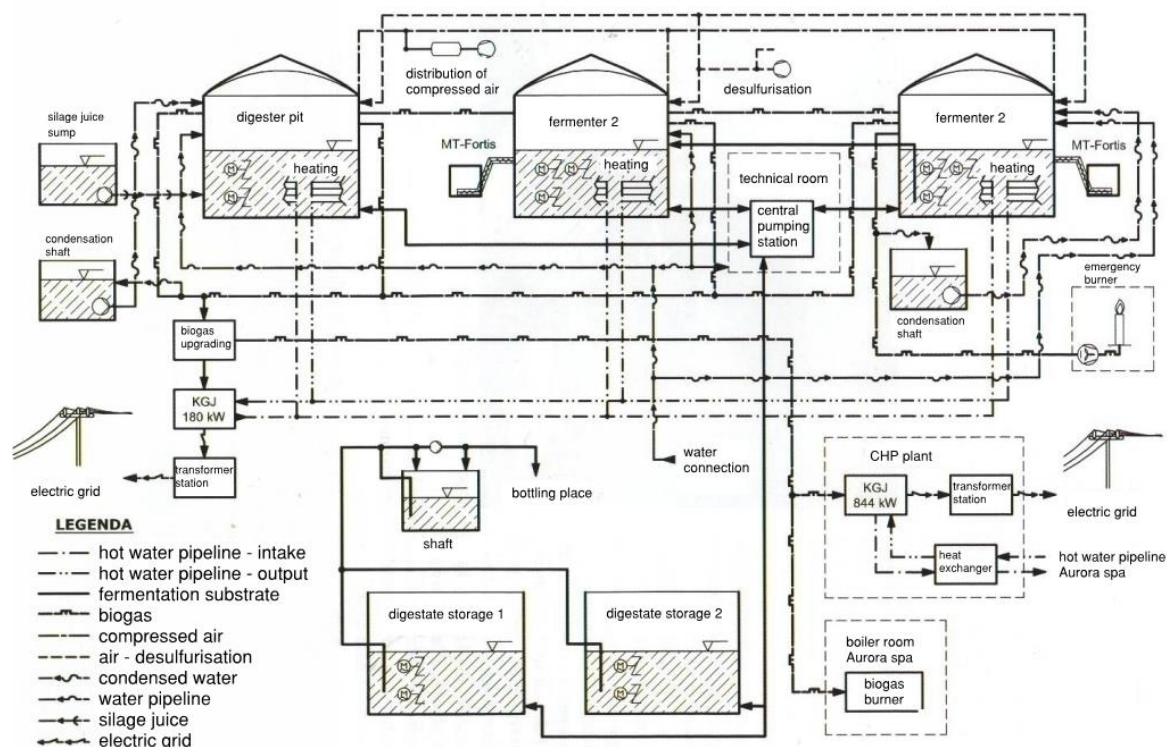 distribution of
compressed air
desulfurisation
silage juice
sump
digester pit
fermenter 2
fermenter 2
MT-Fortis
MT-Fortis
heating
heating
heating
technical room
central
pumping
station
condensation
shaft
condensation
shaft
emergency
burner
biogas
upgrading
KGJ
180 kW
transformer
station
electric grid
water
connection
bottling place
shaft
CHP plant
KGJ
844 kW
transformer
station
electric grid
heat
exchanger
hot water pipeline
Aurora spa
digestate storage 1
digestate storage 2
boiler room
Aurora spa
biogas
burner
M
M
M
M
M
M
M
M
M
M
M
M
LEGENDA
hot water pipeline - intake
hot water pipeline - output
fermentation substrate
biogas
compressed air
air - desulfurisation
condensed water
water pipeline
silage juice
electric grid